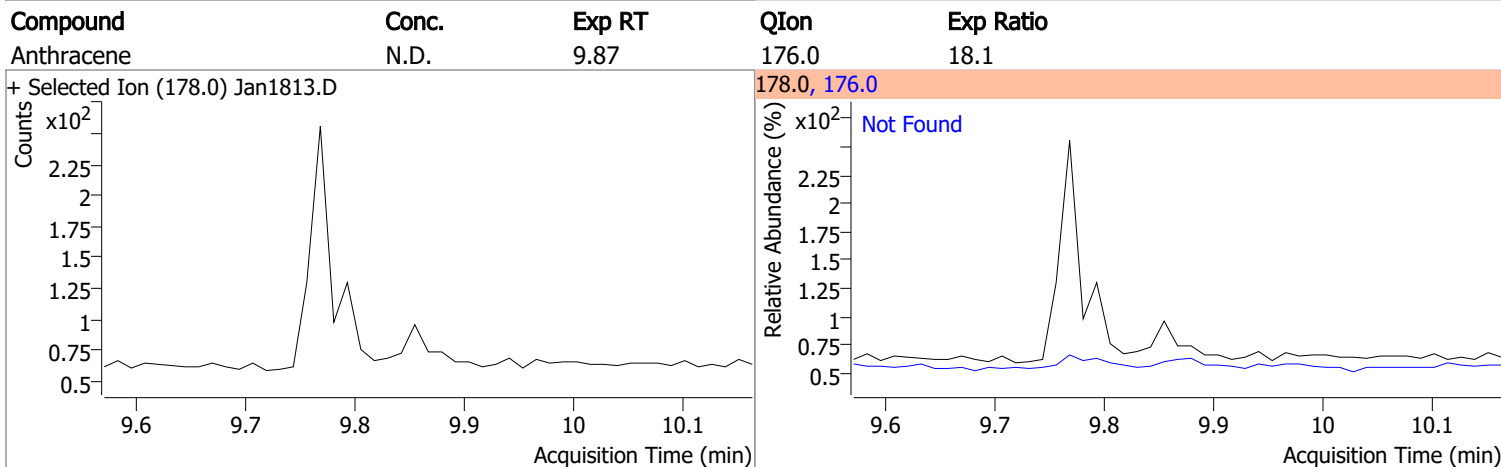 Compound Conc. Exp RT QIon Exp Ratio
Anthracene N.D. 9.87 176.0 18.1
+ Selected Ion (178.0) Jan1813.D
Counts
x10²
2.25
2
1.75
1.5
1.25
1
0.75
0.5
9.6 9.7 9.8 9.9 10 10.1
Acquisition Time (min)
178.0, 176.0
Relative Abundance (%)
x10²
Not Found
2.25
2
1.75
1.5
1.25
1
0.75
0.5
9.6 9.7 9.8 9.9 10 10.1
Acquisition Time (min)